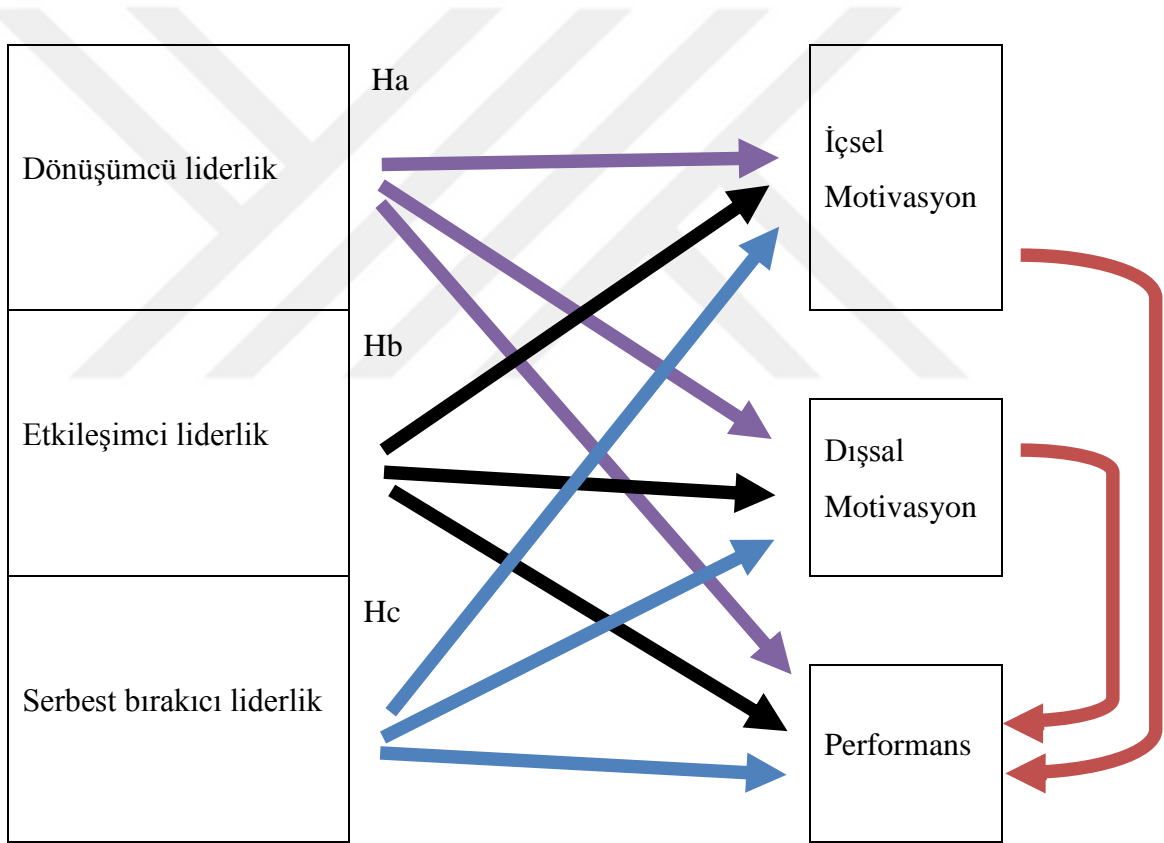 Ha
Dönüşümcü liderlik
İçsel
Motivasyon
Hb
Etkileşimci liderlik
Dışsal
Motivasyon
Hc
Serbest bırakıcı liderlik
Performans